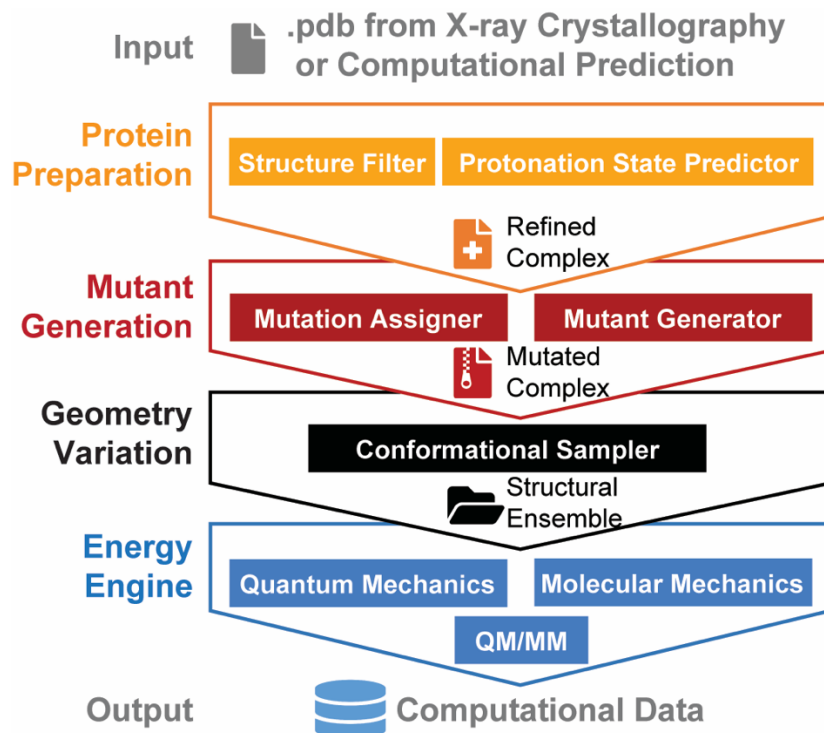 Input
.pdb from X-ray Crystallography
or Computational Prediction
Protein
Preparation
Structure Filter
Protonation State Predictor
Refined
Complex
Mutant
Generation
Mutation Assigner
Mutant Generator
Mutated
Complex
Geometry
Variation
Conformational Sampler
Structural
Ensemble
Energy
Engine
Quantum Mechanics
Molecular Mechanics
QM/MM
Output
Computational Data